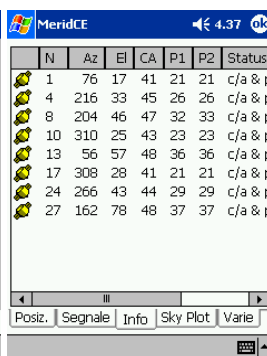 MeridCE 4.37 ok
N Az El CA P1 P2 Status
1 76 17 41 21 21 c/a &
4 216 33 45 26 26 c/a &
8 204 46 47 32 33 c/a &
10 310 25 43 23 23 c/a &
13 56 57 48 36 36 c/a &
17 308 28 41 21 21 c/a &
24 266 43 44 29 29 c/a &
27 162 78 48 37 37 c/a &
Posiz. Segnale Info Sky Plot Varie